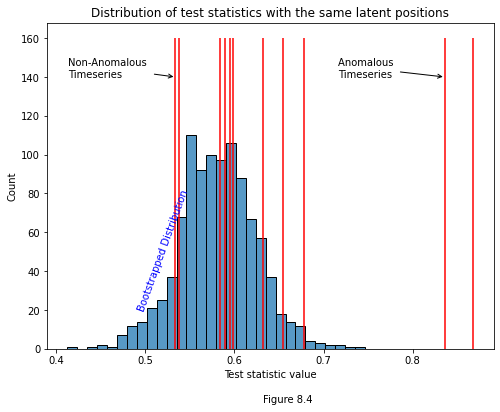 Distribution of test statistics with the same latent positions
Non-Anomalous
Timeseries
Anomalous
Timeseries
Bootstrapped Distribution
Count
160
140
120
100
80
60
40
20
0
0.4 0.5 0.6 0.7 0.8
Test statistic value
Figure 8.4